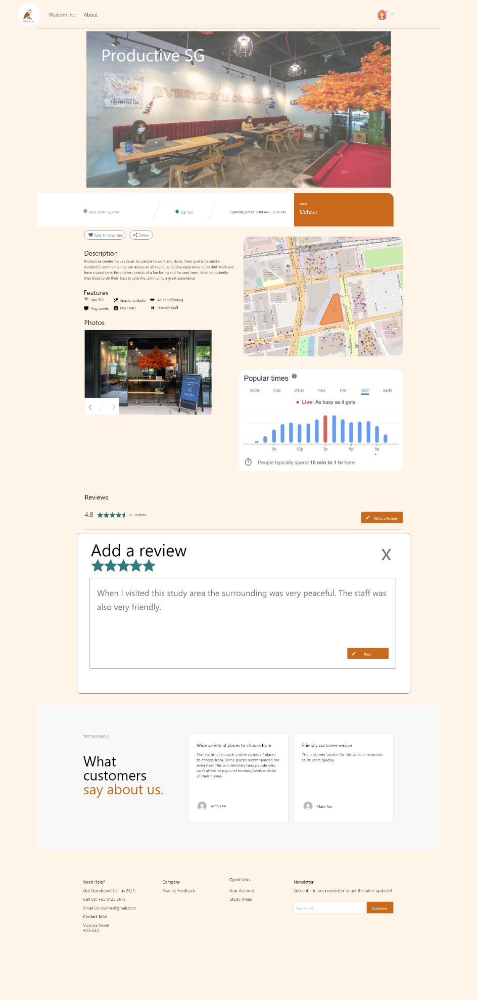 Wsidom Inc
About
Wisdom Inc
Productive SG
TIGER CRYSTAL
1 BUCKET FOR $30
EVERYDAY IS CHUGADAY
Paya Lebar Quarter
4.8 (03)
Opening Hours: 8:00 AM - 5:00 PM
Price
$3/hour
Add-to-favorites
Share
Description
Productive creates focus spaces for people to work and study. Their goal is to build a
wonderful community that can access an all round conducive experience to do their work and
have a good time. Productive consists of a fun loving and focused team. Most importantly,
they hope to do their best to give the community a great experience
Features
Fast Wifi
Snacks available
Air conditioning
Plug points
Near MRT
Friendly Staff
Photos
Popular times
MON TUE WED THU FRI SAT SUN
Live: As busy as it gets
9a 12p 3p 6p 9p
People typically spend 10 min to 1 hr here
Reviews
4.8
03 Reviews
Write a Review
Add a review
X
When I visited this study area the surrounding was very peaceful. The staff was
also very friendly.
Post
TESTIMONIALS
What
customers
say about us.
Wide variety of places to choose from
Owl Inc provides such a wide variety of places
to choose from. Some places recommended are
even free! This will definitely help people who
can't afford to pay a lot to study/work outside
of their homes.
John Lee
Friendly customer service
The customer service for this website responds
to its users quickly.
Mark Tan
Need Help?
Got Questions? Call us 24/7!
Call Us: +65 8123 5678
Email Us: owlinc@gmail.com
Contact Info:
Victoria Street
#22-333
Company
Give Us Feedback
Quick Links
Your Account
Study Areas
Newsletter
Subscribe to our newsletter to get the latest updates!
Your Email
Subscribe